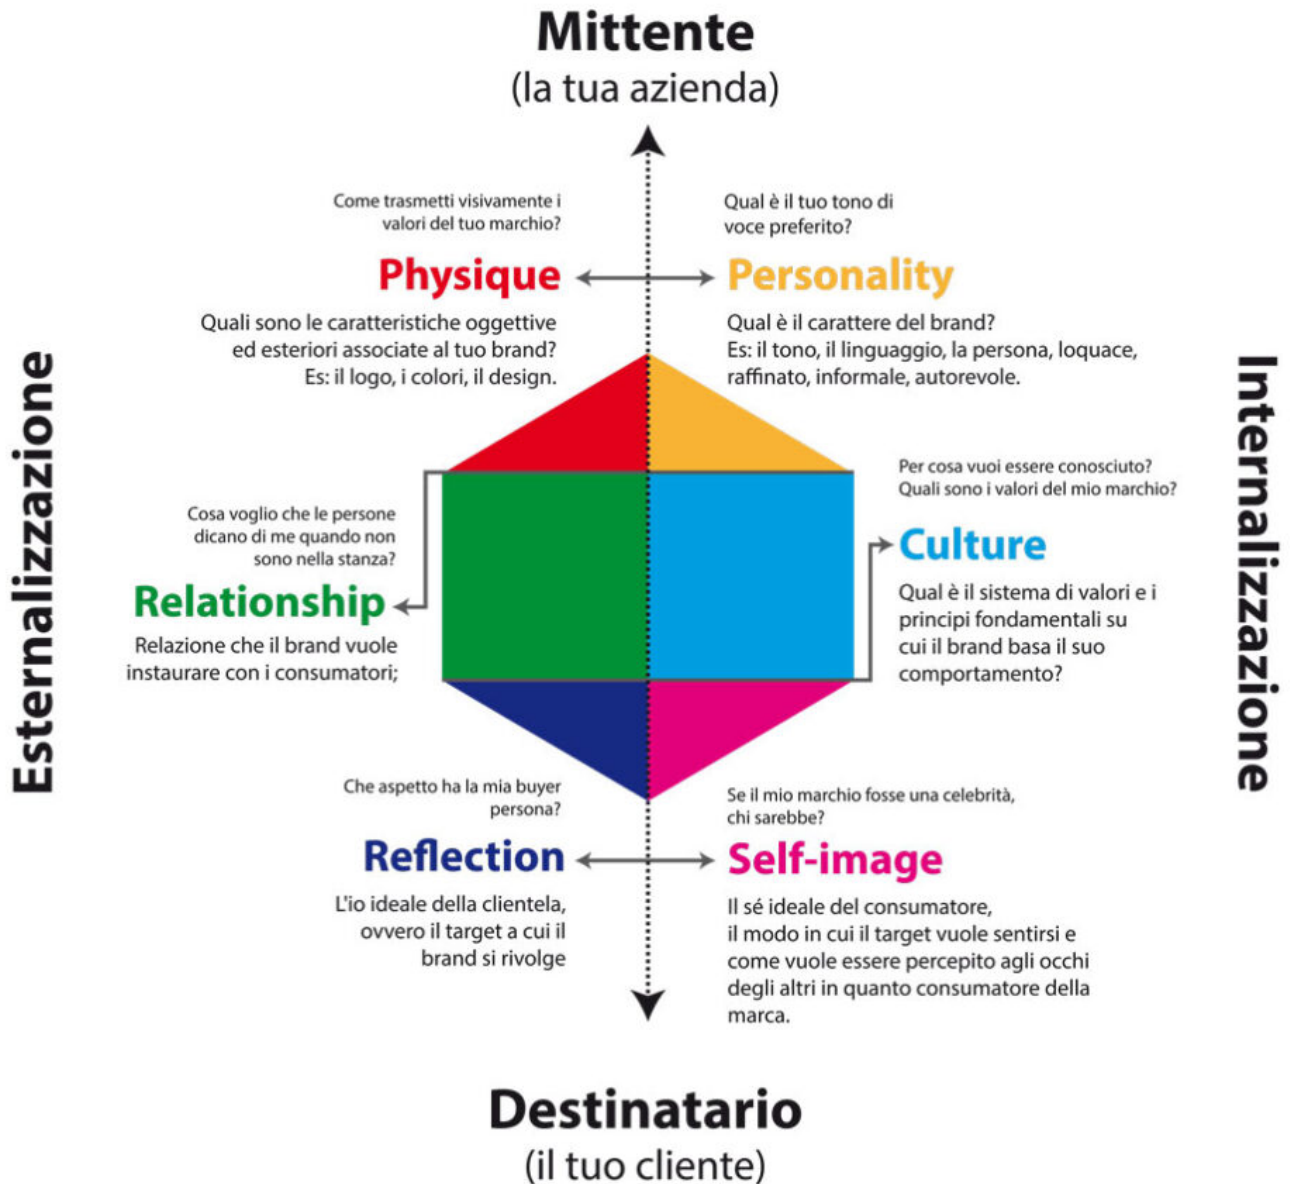 Mittente
(la tua azienda)
Come trasmetti visivamente i
valori del tuo marchio?
Physique
Quali sono le caratteristiche oggettive
ed esteriori associate al tuo brand?
Es: il logo, i colori, il design.
Qual è il tuo tono di
voce preferito?
Personality
Qual è il carattere del brand?
Es: il tono, il linguaggio, la persona, loquace,
raffinato, informale, autorevole.
Esternalizzazione
Internalizzazione
Cosa voglio che le persone
dicano di me quando non
sono nella stanza?
Relationship
Relazione che il brand vuole
instaurare con i consumatori;
Per cosa vuoi essere conosciuto?
Quali sono i valori del mio marchio?
Culture
Qual è il sistema di valori e i
principi fondamentali su
cui il brand basa il suo
comportamento?
Che aspetto ha la mia buyer
persona?
Reflection
L'io ideale della clientela,
ovvero il target a cui il
brand si rivolge
Se il mio marchio fosse una celebrità,
chi sarebbe?
Self-image
Il sé ideale del consumatore,
il modo in cui il target vuole sentirsi e
come vuole essere percepito agli occhi
degli altri in quanto consumatore della
marca.
Destinatario
(il tuo cliente)